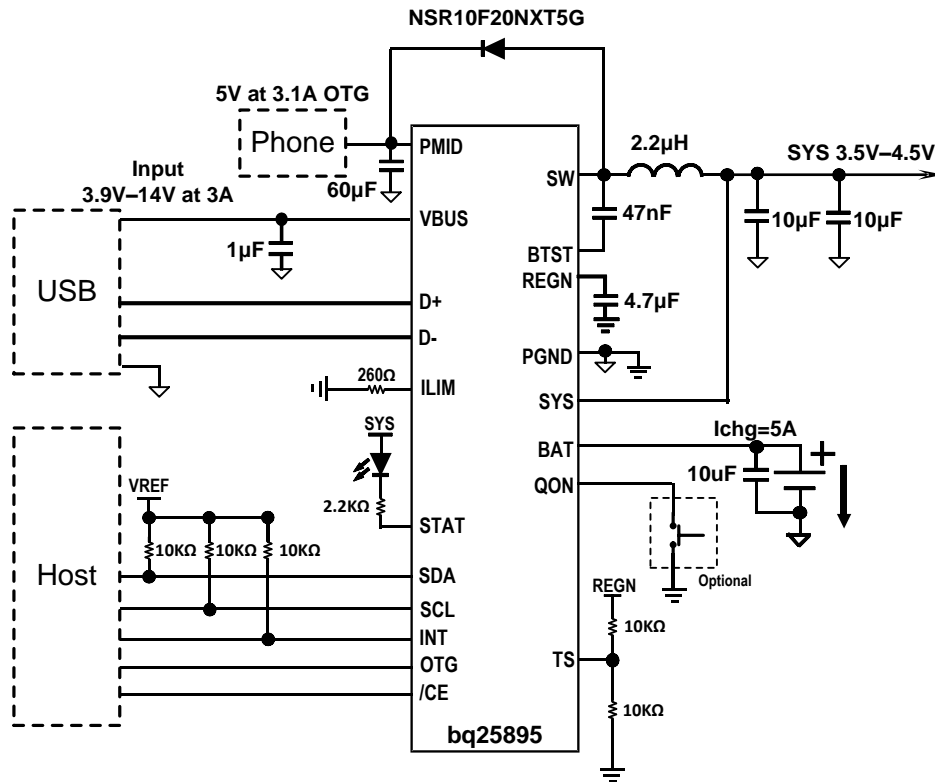 NSR10F20NXT5G
5V at 3.1A OTG
Phone
PMID
60µF
2.2µH
SYS 3.5V–4.5V
SW
Input
3.9V–14V at 3A
VBUS
1µF
47nF
10µF
10µF
BTST
REGN
4.7µF
USB
D+
D-
PGND
ILIM
260Ω
SYS
SYS
BAT
Ichg=5A
+
10uF
QON
VREF
2.2KΩ
STAT
10KΩ
10KΩ
10KΩ
Optional
Host
SDA
SCL
INT
OTG
/CE
REGN
10KΩ
TS
10KΩ
bq25895